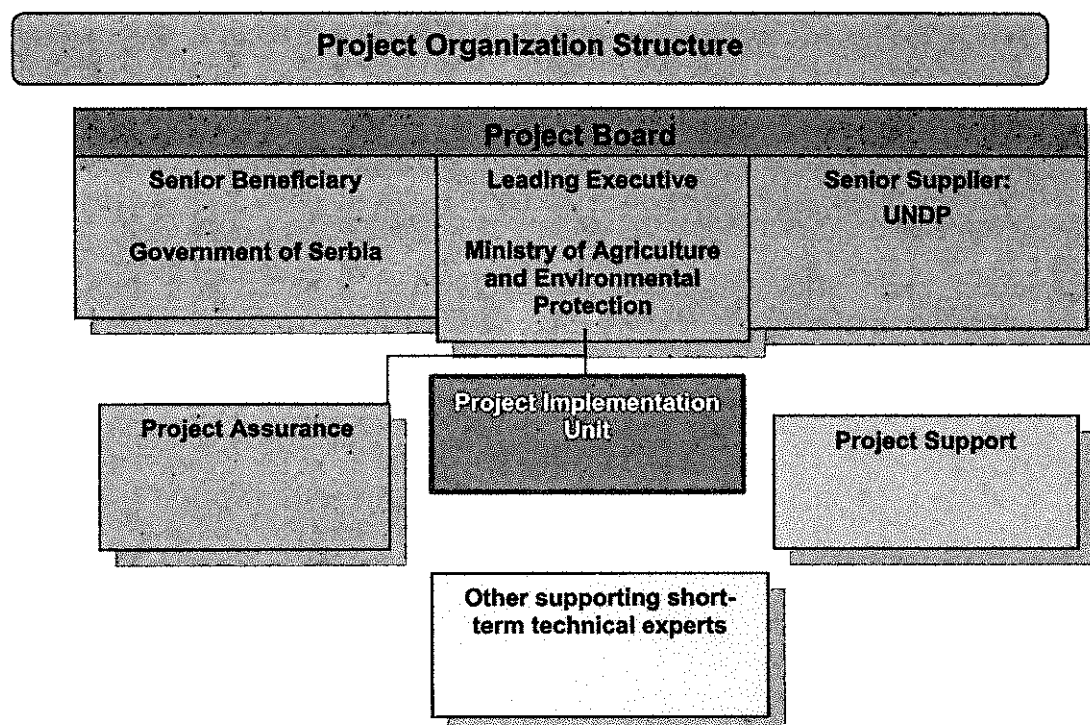 Project Organization Structure
Project Board
Senior Beneficiary
Government of Serbia
Leading Executive
Ministry of Agriculture
and Environmental
Protection
Senior Supplier:
UNDP
Project Assurance
Project Implementation
Unit
Project Support
Other supporting short-
term technical experts